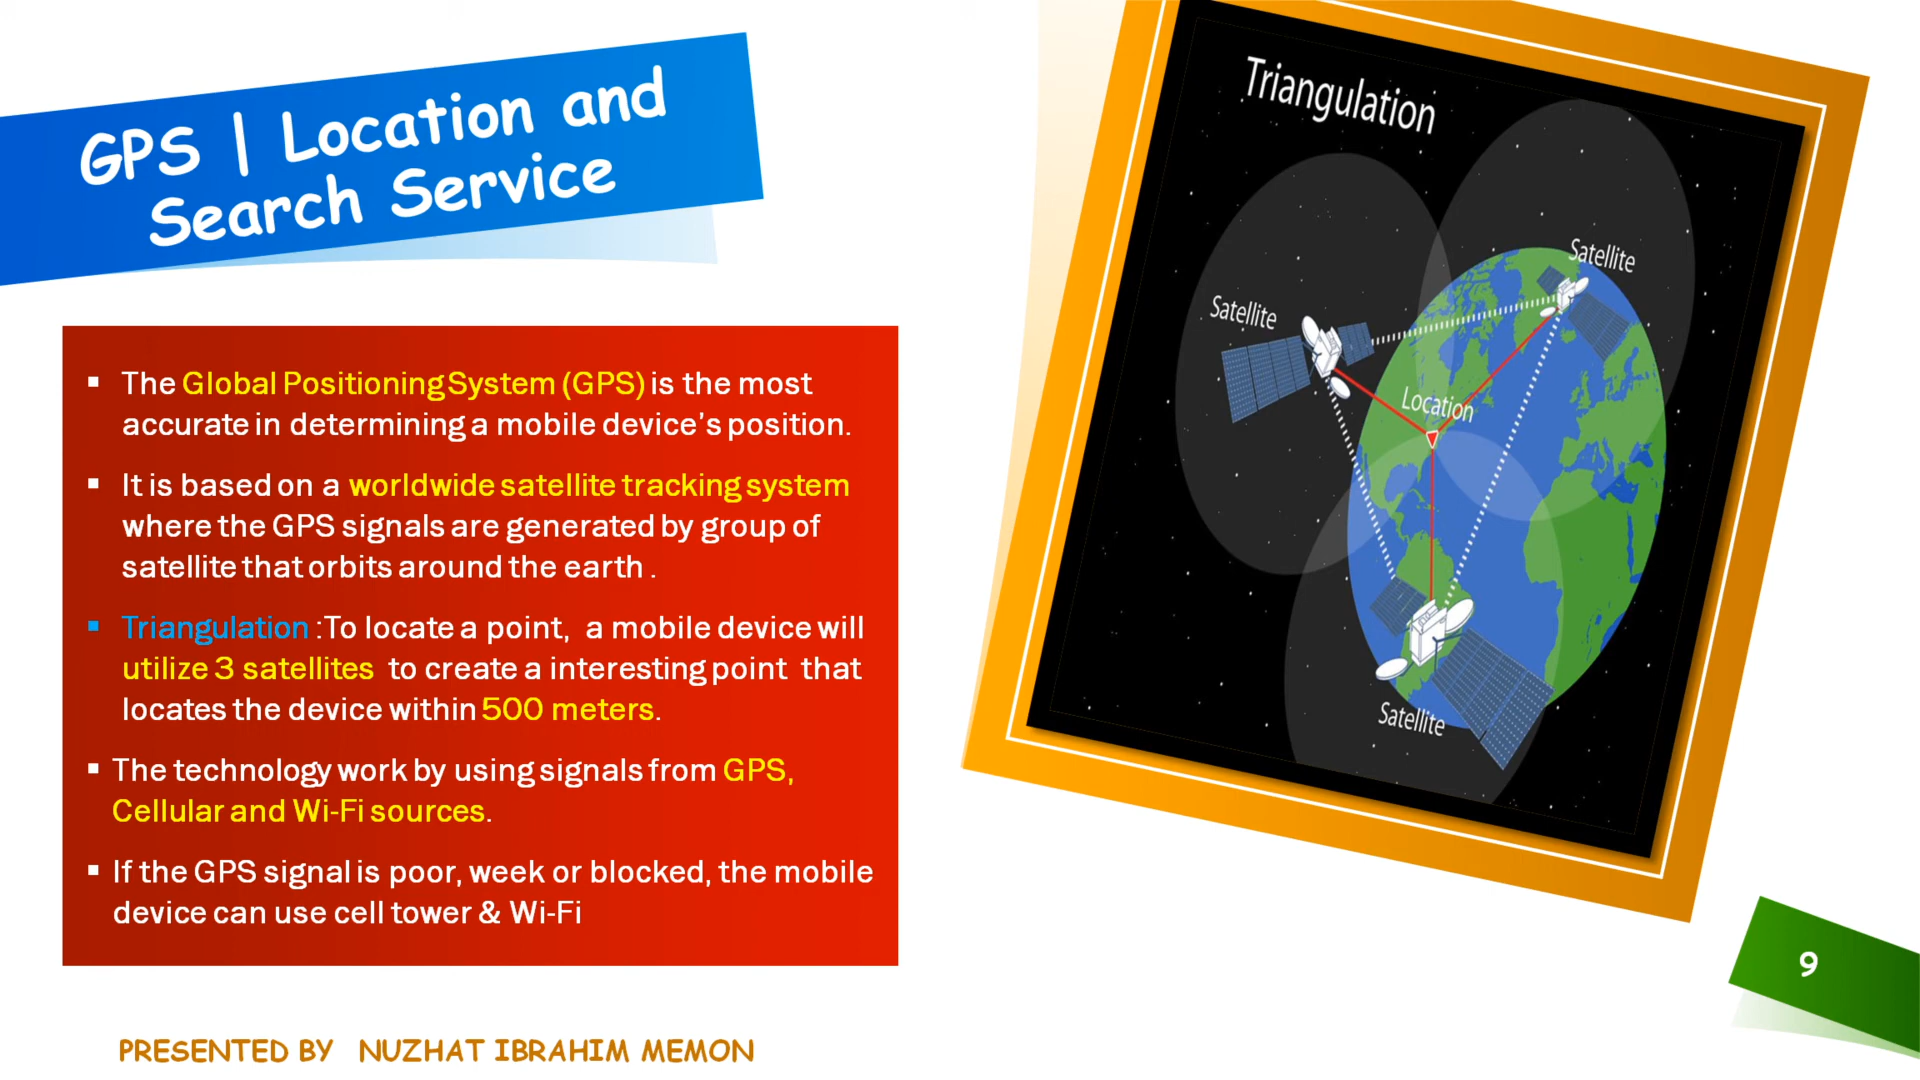 GPS | Location and
Search Service
▪ The Global Positioning System (GPS) is the most
accurate in determining a mobile device's position.
▪ It is based on a worldwide satellite tracking system
where the GPS signals are generated by group of
satellite that orbits around the earth .
▪ Triangulation :To locate a point, a mobile device will
utilize 3 satellites to create a interesting point that
locates the device within 500 meters.
▪ The technology work by using signals from GPS,
Cellular and Wi-Fi sources.
▪ If the GPS signal is poor, week or blocked, the mobile
device can use cell tower & Wi-Fi
Triangulation
Satellite
Satellite
Location
Satellite
9
PRESENTED BY NUZHAT IBRAHIM MEMON